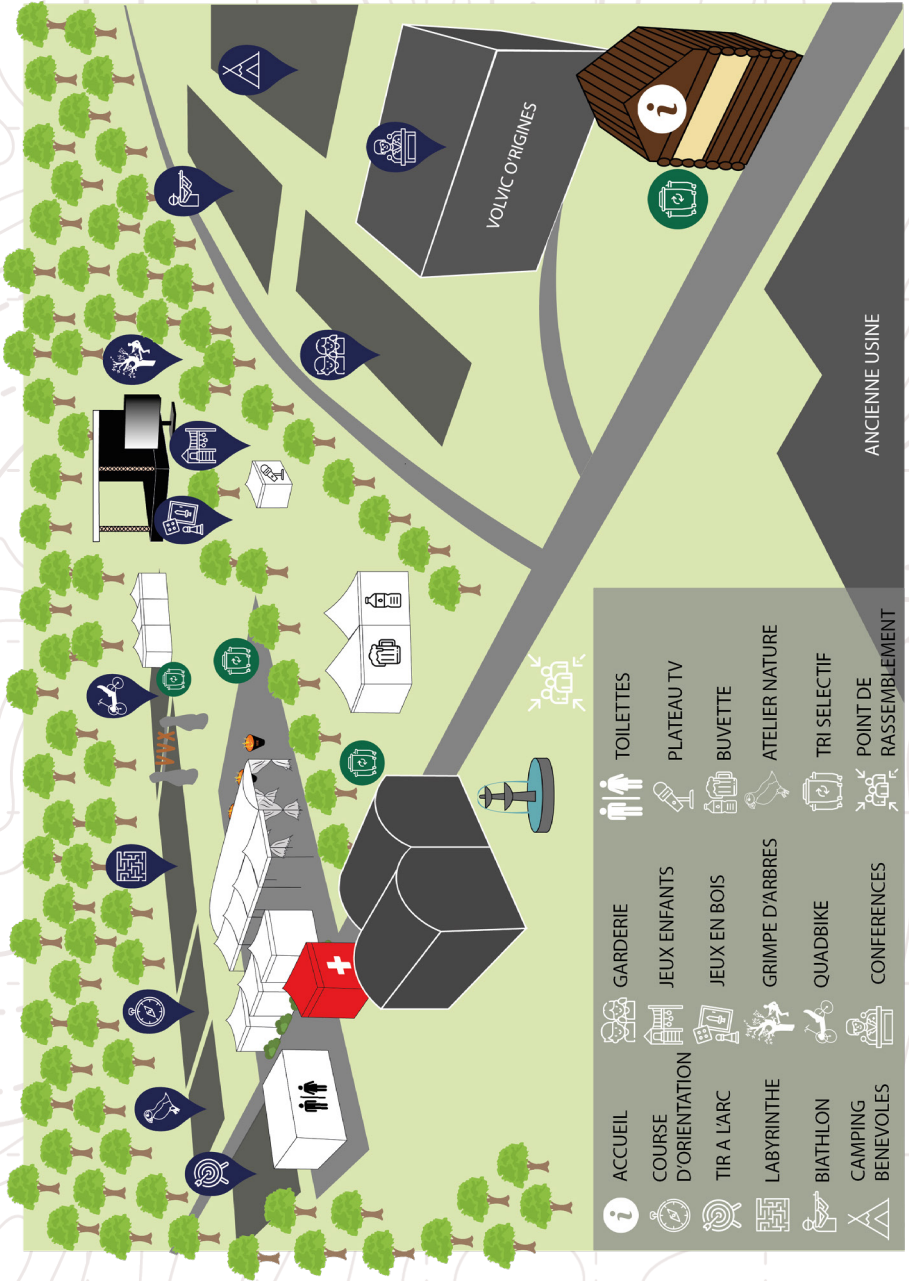 VOLVIC O'RIGINES
i
ANCIENNE USINE
i ACCUEIL
COURSE
D'ORIENTATION
TIR A L'ARC
LABYRINTHE
BIATHLON
CAMPING
BENEVOLES
GARDERIE
JEUX ENFANTS
JEUX EN BOIS
GRIMPE D'ARBRES
QUADBIKE
CONFERENCES
TOILETTES
PLATEAU TV
BUVETTE
ATELIER NATURE
TRI SELECTIF
POINT DE
RASSEMBLEMENT